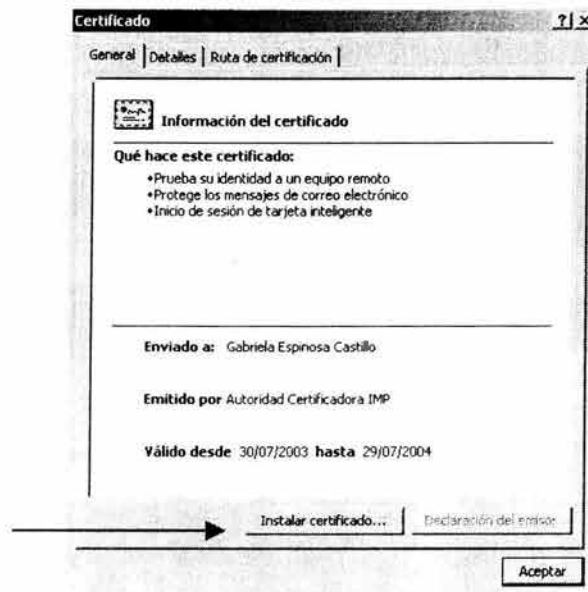 Certificado
General Detalles Ruta de certificación
Información del certificado
Qué hace este certificado:
•Prueba su identidad a un equipo remoto
•Protege los mensajes de correo electrónico
•Inicio de sesión de tarjeta inteligente
Enviado a: Gabriela Espinosa Castillo
Emitido por Autoridad Certificadora IMP
Válido desde 30/07/2003 hasta 29/07/2004
Instalar certificado... Declaración del emisor
Aceptar